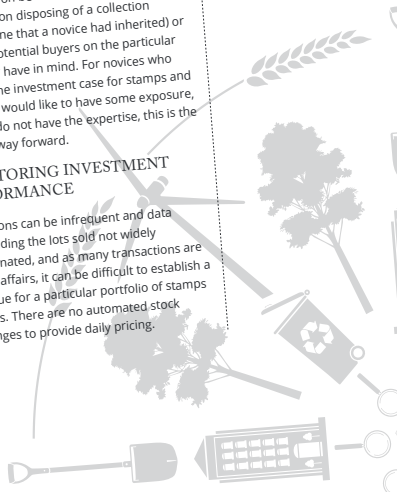 on disposing of a collection
ne that a novice had inherited) or
otential buyers on the particular
have in mind. For novices who
ne investment case for stamps and
would like to have some exposure,
do not have the expertise, this is the
way forward.
TORING INVESTMENT
ORMANCE
ons can be infrequent and data
ding the lots sold not widely
nated, and as many transactions are
affairs, it can be difficult to establish a
ue for a particular portfolio of stamps
s. There are no automated stock
nges to provide daily pricing.